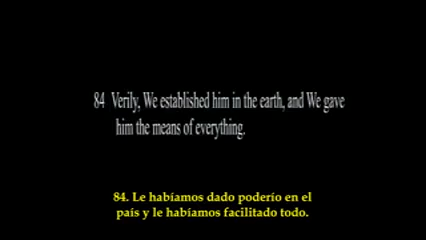 84 Verily, We established him in the earth, and We gave
him the means of everything.
84. Le habíamos dado poderío en el
país y le habíamos facilitado todo.